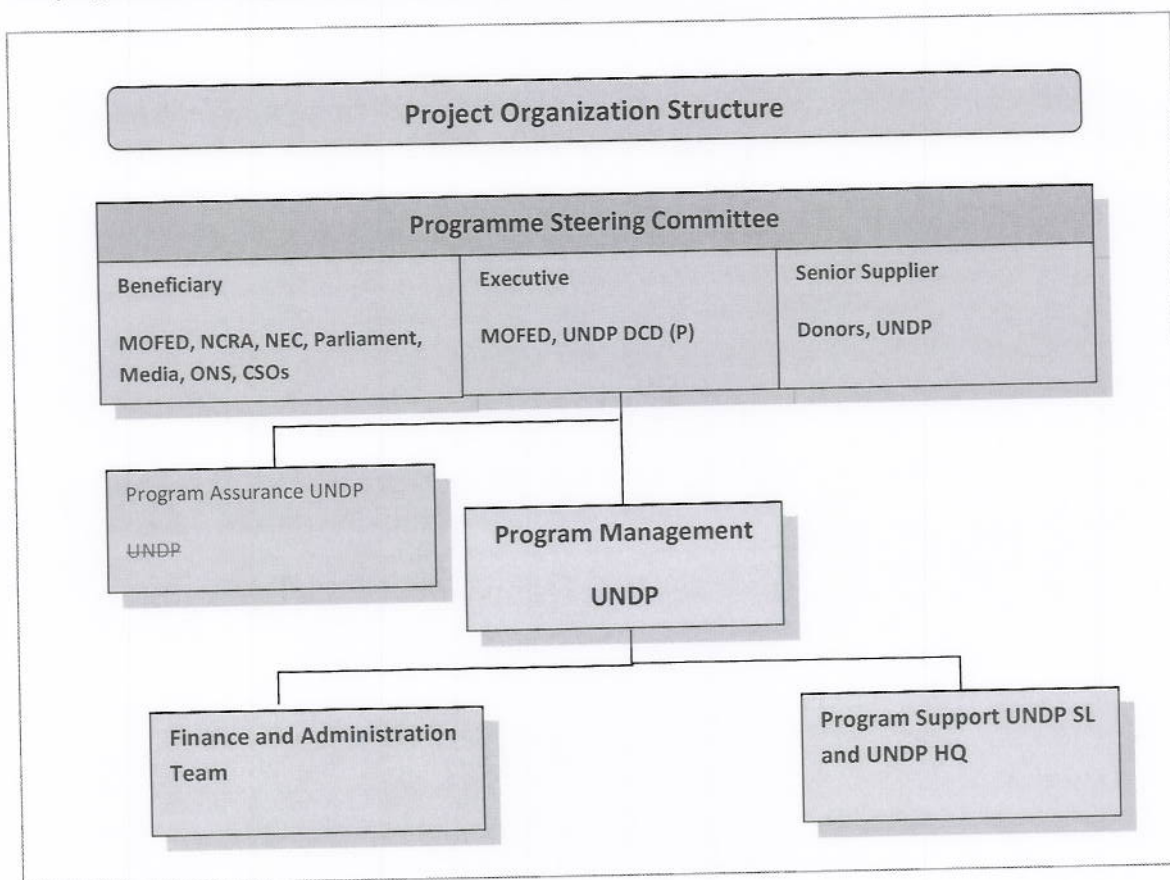 Project Organization Structure
Programme Steering Committee
Beneficiary
MOFED, NCRA, NEC, Parliament,
Media, ONS, CSOs
Executive
MOFED, UNDP DCD (P)
Senior Supplier
Donors, UNDP
Program Assurance UNDP
UNDP
Program Management
UNDP
Finance and Administration
Team
Program Support UNDP SL
and UNDP HQ